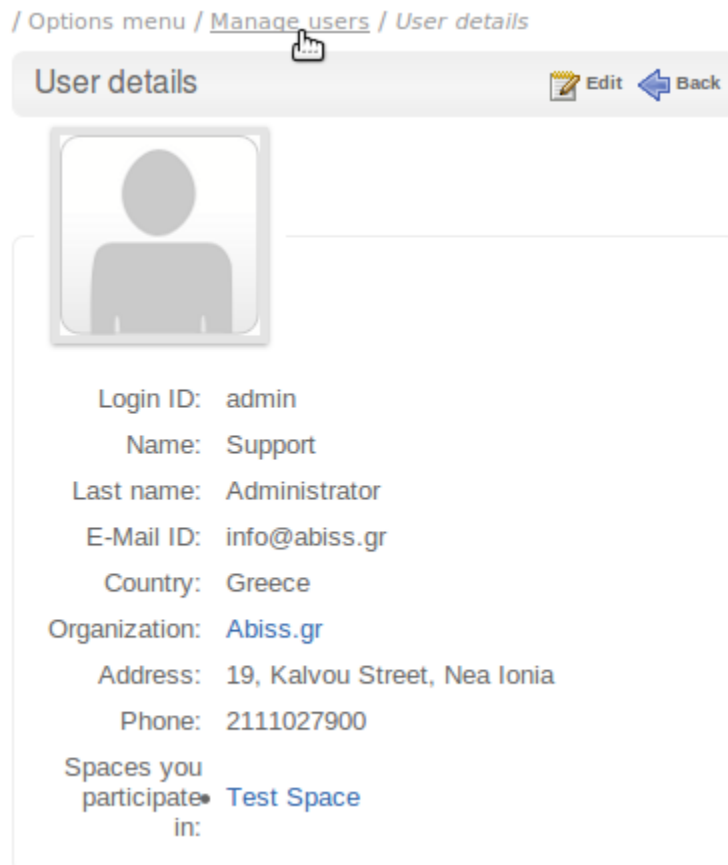 / Options menu / Manage users / User details
User details Edit Back
Login ID: admin
Name: Support
Last name: Administrator
E-Mail ID: info@abiss.gr
Country: Greece
Organization: Abiss.gr
Address: 19, Kalvou Street, Nea Ionia
Phone: 2111027900
Spaces you
participate• Test Space
in: